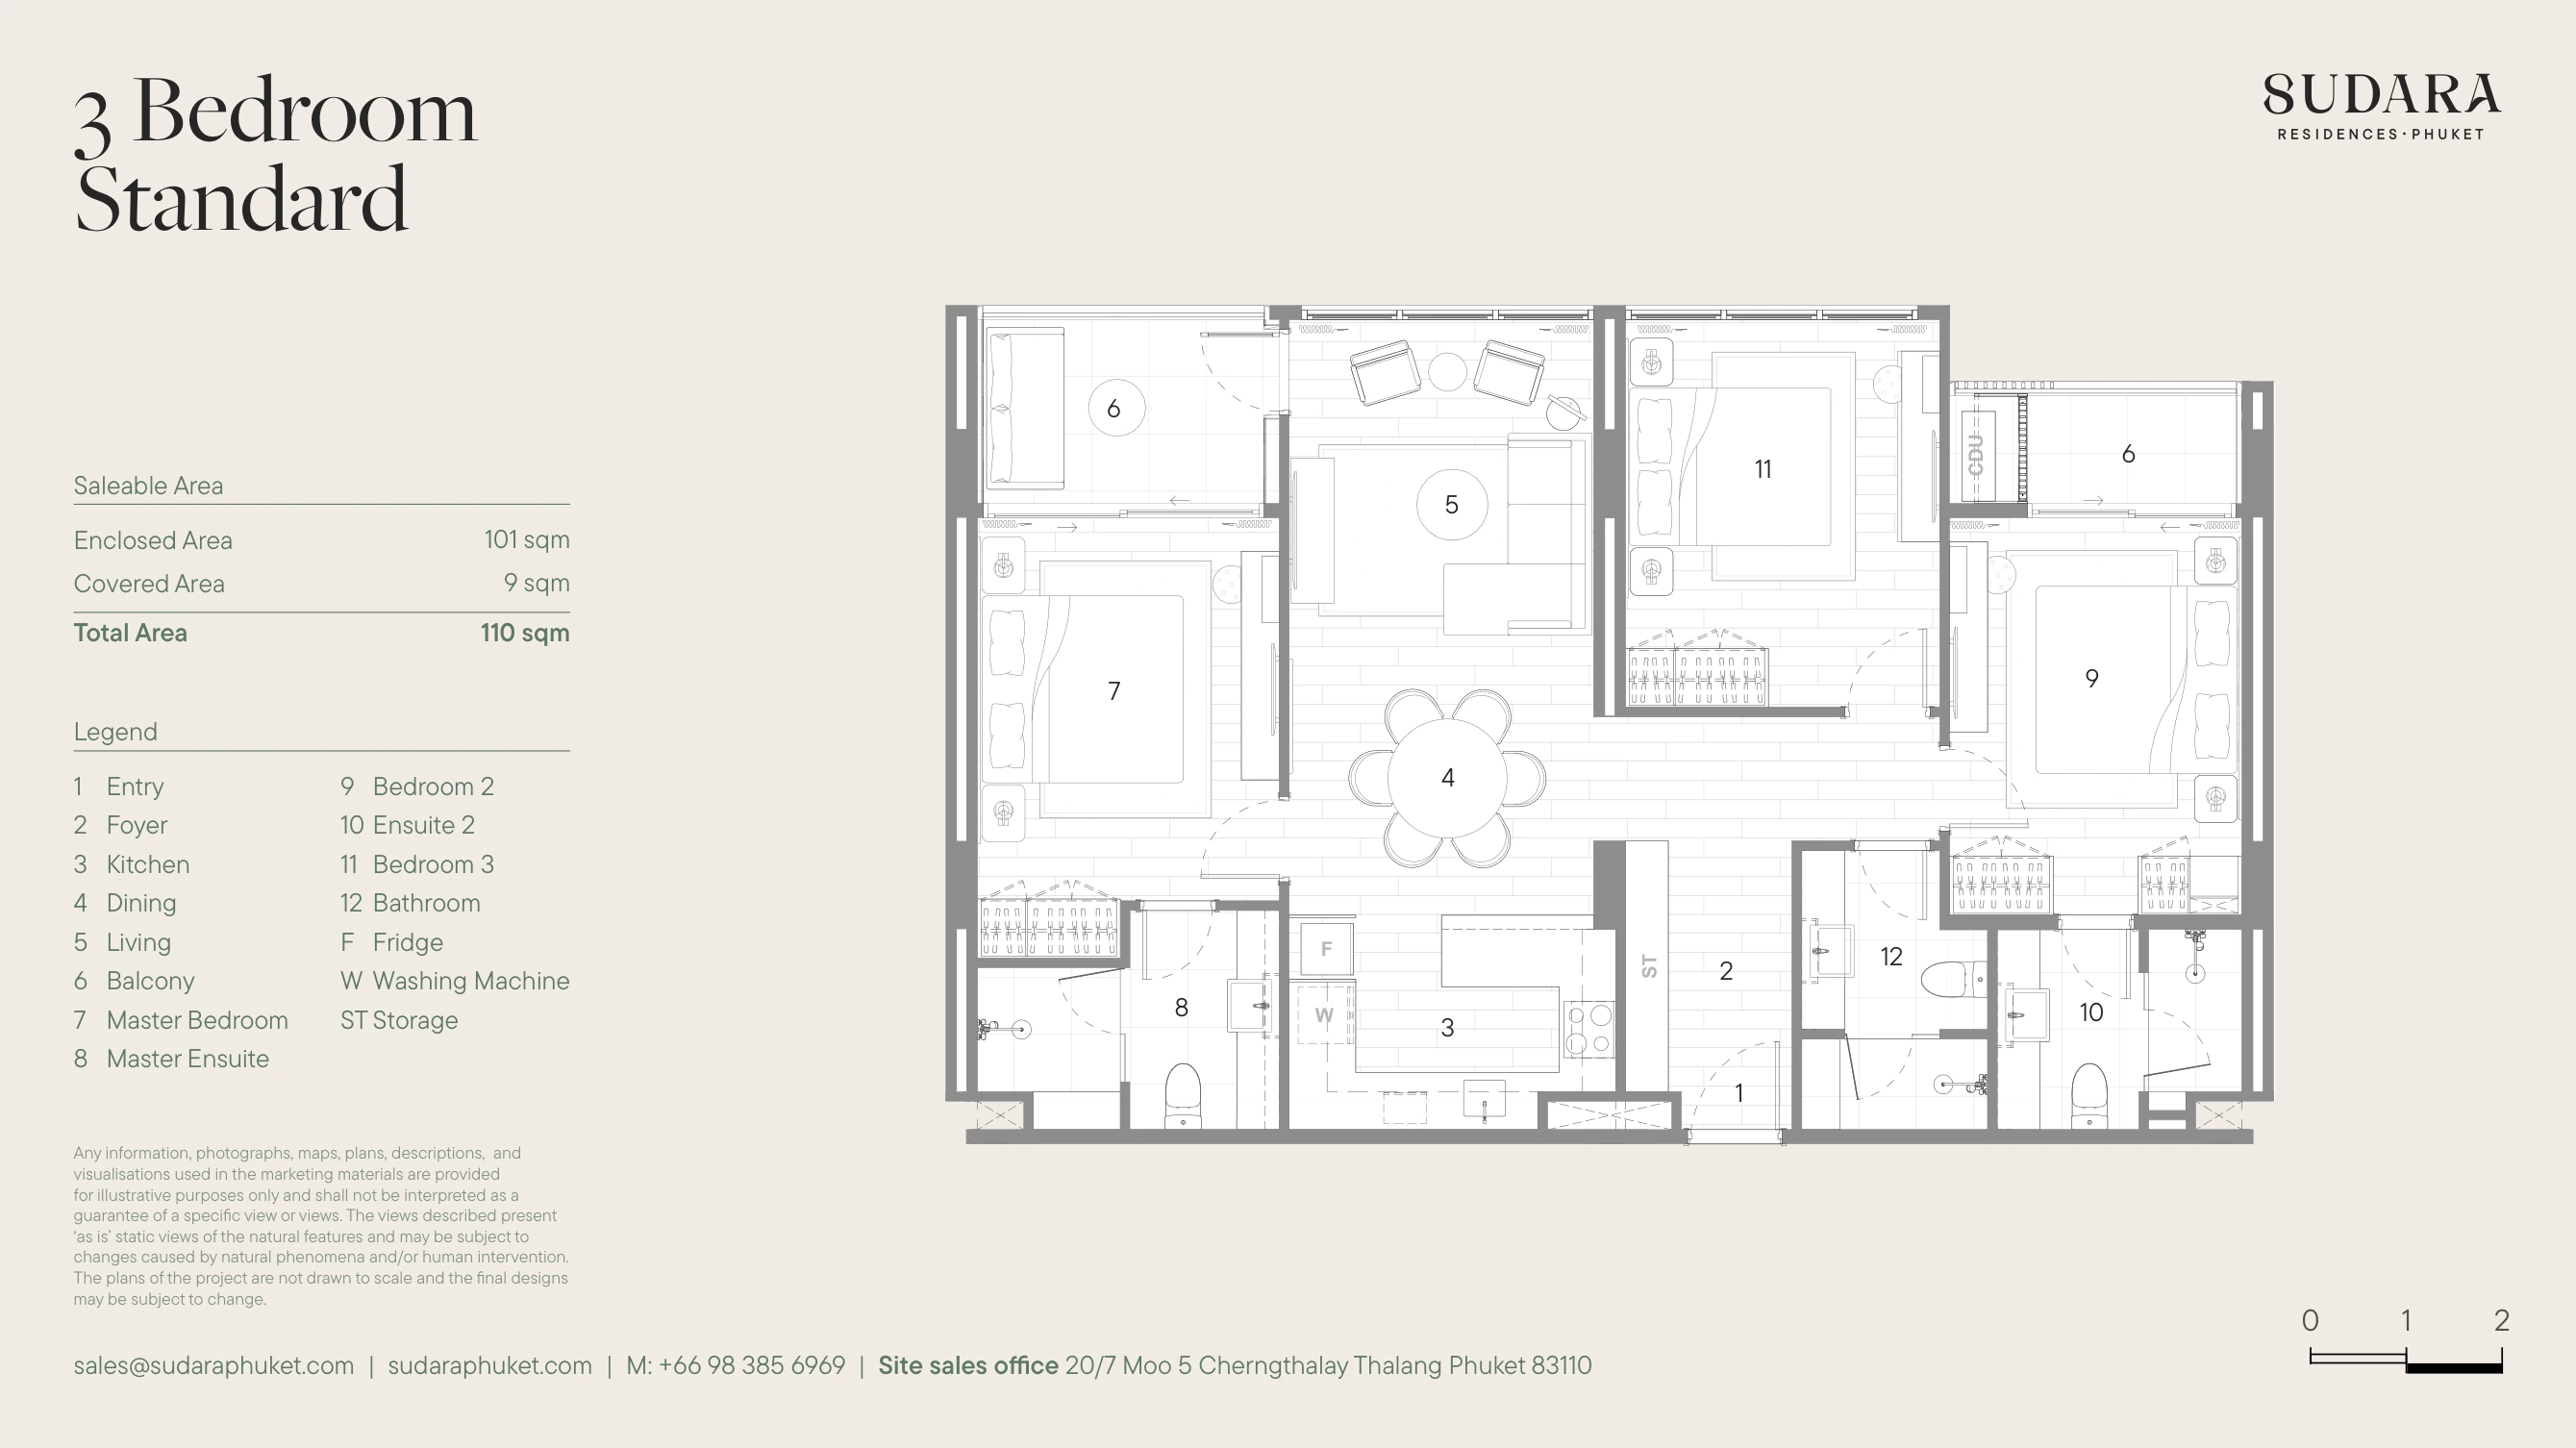 3 Bedroom
Standard
SUDARA
RESIDENCES·PHUKET
Saleable Area
Enclosed Area 101 sqm
Covered Area 9 sqm
Total Area 110 sqm
Legend
1 Entry
2 Foyer
3 Kitchen
4 Dining
5 Living
6 Balcony
7 Master Bedroom
8 Master Ensuite
9 Bedroom 2
10 Ensuite 2
11 Bedroom 3
12 Bathroom
F Fridge
W Washing Machine
ST Storage
6
5
11
CDU
6
7
4
9
F
W
8
3
ST
2
1
12
10
Any information, photographs, maps, plans, descriptions, and
visualisations used in the marketing materials are provided
for illustrative purposes only and shall not be interpreted as a
guarantee of a specific view or views. The views described present
‘as is’ static views of the natural features and may be subject to
changes caused by natural phenomena and/or human intervention.
The plans of the project are not drawn to scale and the final designs
may be subject to change.
0 1 2
sales@sudaraphuket.com | sudaraphuket.com | M: +66 98 385 6969 | Site sales office 20/7 Moo 5 Cherngthalay Thalang Phuket 83110